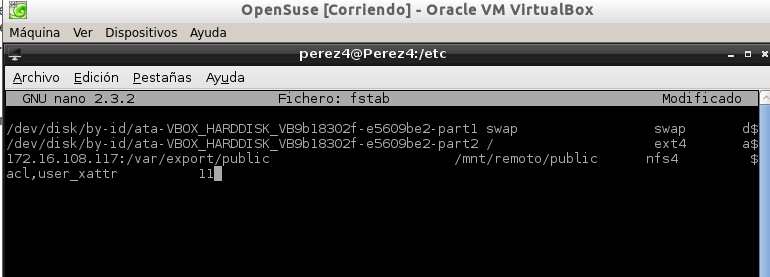 OpenSuse [Corriendo] - Oracle VM VirtualBox
Máquina Ver Dispositivos Ayuda
perez4@Perez4:/etc
Archivo Edición Pestañas Ayuda
GNU nano 2.3.2 Fichero: fstab Modificado
/dev/disk/by-id/ata-VBOX_HARDDISK_VB9b18302f-e5609be2-part1 swap swap d$
/dev/disk/by-id/ata-VBOX_HARDDISK_VB9b18302f-e5609be2-part2 / ext4 a$
172.16.108.117:/var/export/public /mnt/remoto/public nfs4 $
acl,user_xattr 11